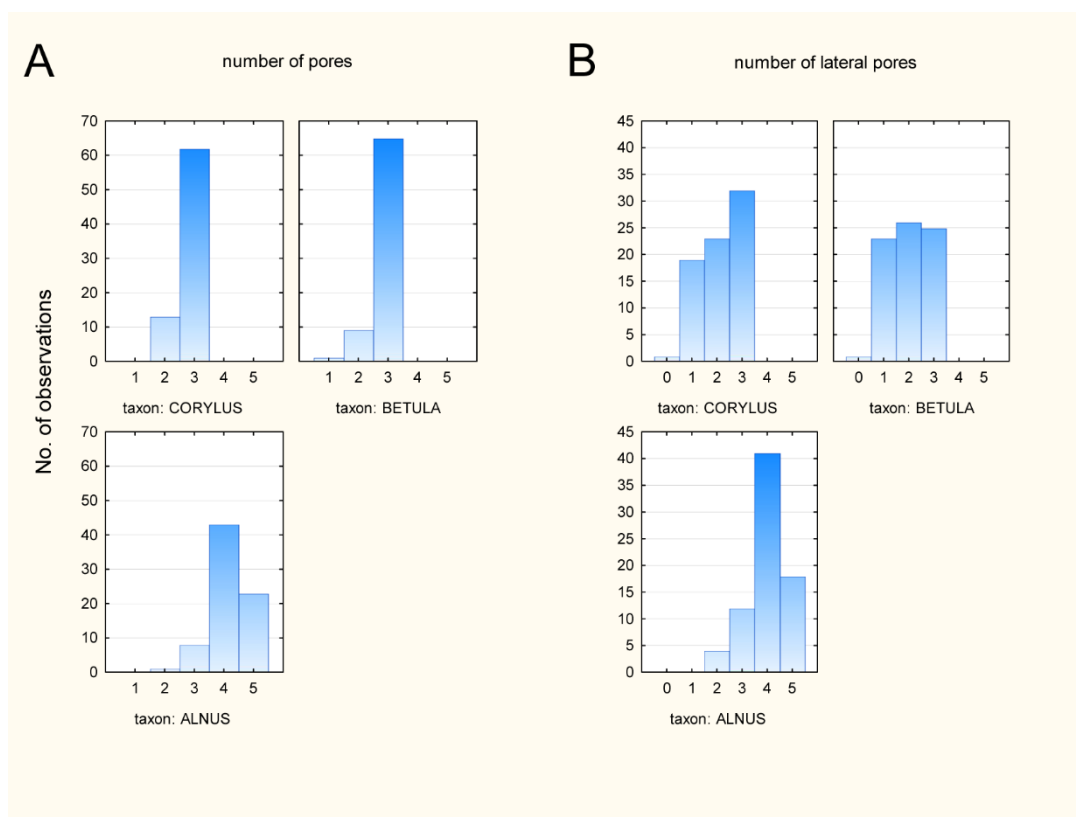 A
number of pores
B
number of lateral pores
No. of observations
70
60
50
40
30
20
10
0
1 2 3 4 5
1 2 3 4 5
taxon: CORYLUS
taxon: BETULA
70
60
50
40
30
20
10
0
1 2 3 4 5
taxon: ALNUS
45
40
35
30
25
20
15
10
5
0
0 1 2 3 4 5
0 1 2 3 4 5
taxon: CORYLUS
taxon: BETULA
45
40
35
30
25
20
15
10
5
0
0 1 2 3 4 5
taxon: ALNUS